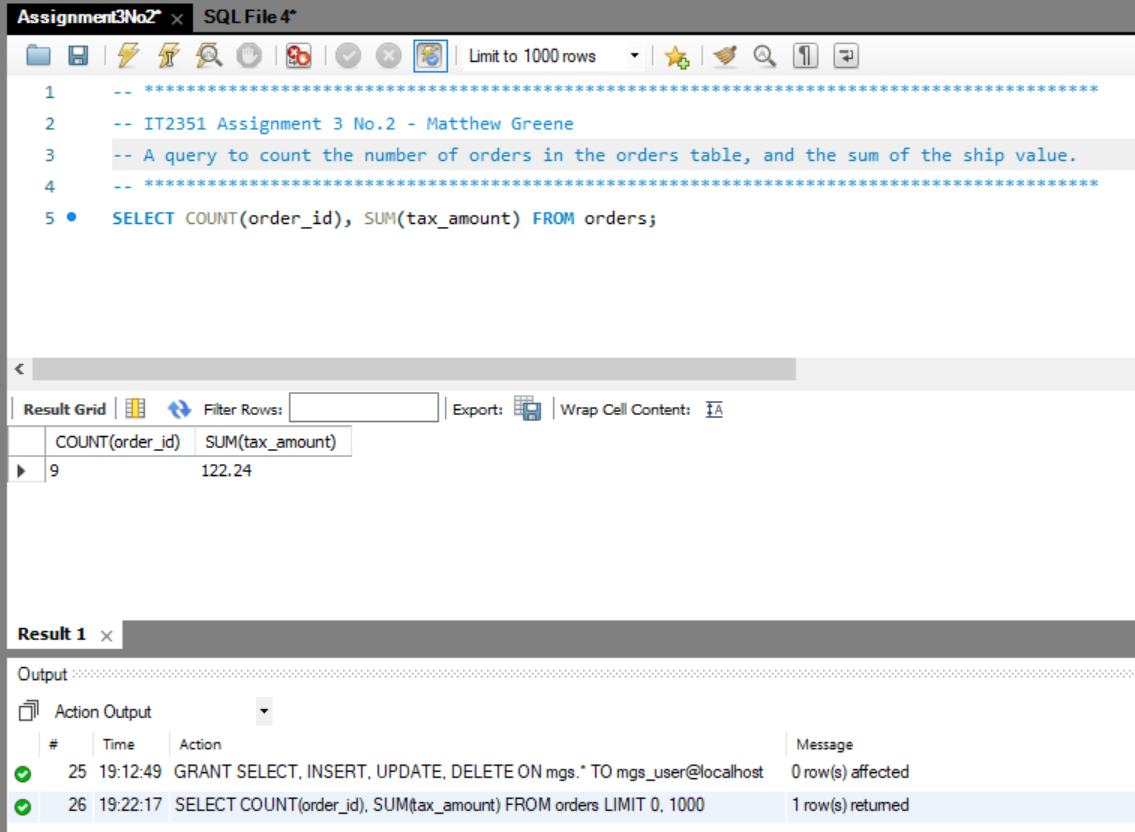 Assignment3No2* × SQL File 4* 
Limit to 1000 rows
1 -- *******************************************************************************************
2 -- IT2351 Assignment 3 No.2 - Matthew Greene
3 -- A query to count the number of orders in the orders table, and the sum of the ship value.
4 -- *******************************************************************************************
5 SELECT COUNT(order_id), SUM(tax_amount) FROM orders;
Result Grid Filter Rows: Export: Wrap Cell Content: IA
COUNT(order_id) SUM(tax_amount)
9 122.24
Result 1 ×
Output
Action Output
# Time Action Message
25 19:12:49 GRANT SELECT, INSERT, UPDATE, DELETE ON mgs.* TO mgs_user@localhost 0 row(s) affected
26 19:22:17 SELECT COUNT(order_id), SUM(tax_amount) FROM orders LIMIT 0, 1000 1 row(s) returned